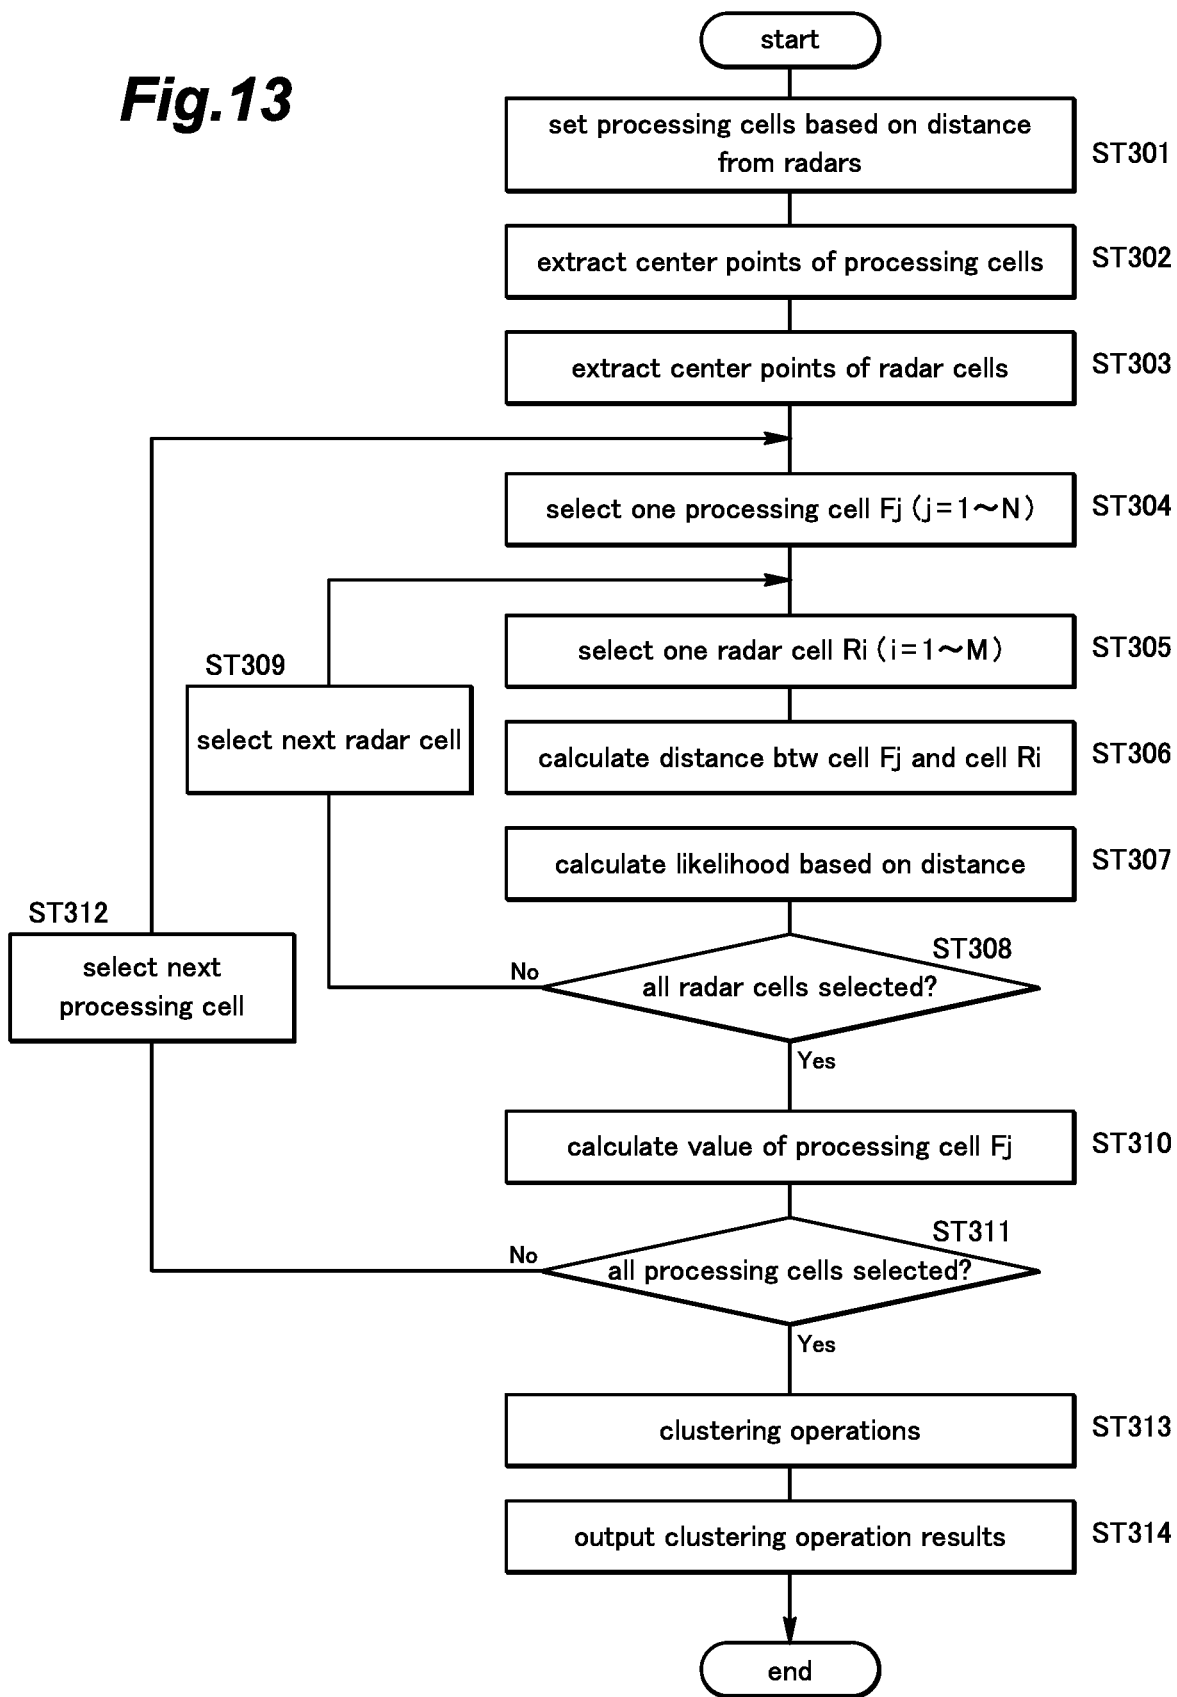 Fig.13
start
set processing cells based on distance
from radars
ST301
extract center points of processing cells
ST302
extract center points of radar cells
ST303
select one processing cell Fj (j=1~N)
ST304
select one radar cell Ri (i=1~M)
ST305
ST309
select next radar cell
calculate distance btw cell Fj and cell Ri
ST306
calculate likelihood based on distance
ST307
ST312
select next
processing cell
ST308
No
all radar cells selected?
Yes
calculate value of processing cell Fj
ST310
ST311
No
all processing cells selected?
Yes
clustering operations
ST313
output clustering operation results
ST314
end